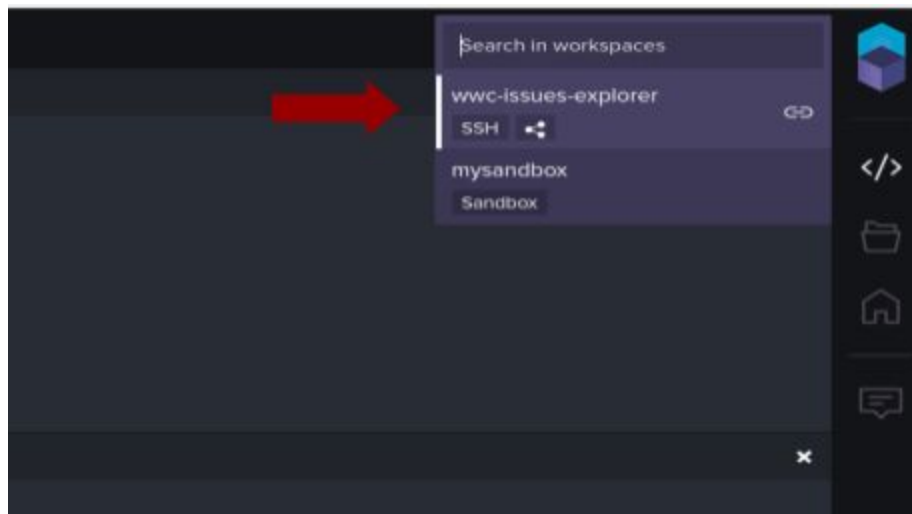 Search in workspaces
wwc-issues-explorer
SSH
mysandbox
Sandbox